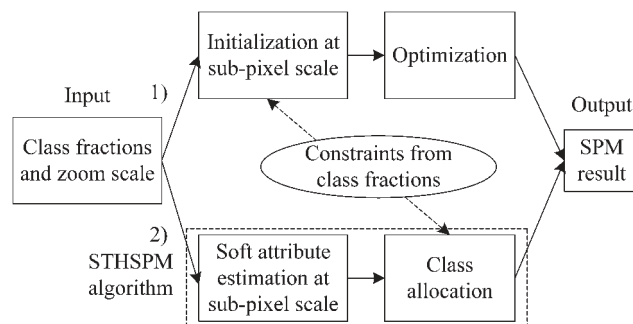 Input
Class fractions
and zoom scale
1)
Initialization at
sub-pixel scale
Optimization
Constraints from
class fractions
2)
STHSPM
algorithm
Soft attribute
estimation at
sub-pixel scale
Class
allocation
Output
SPM
result